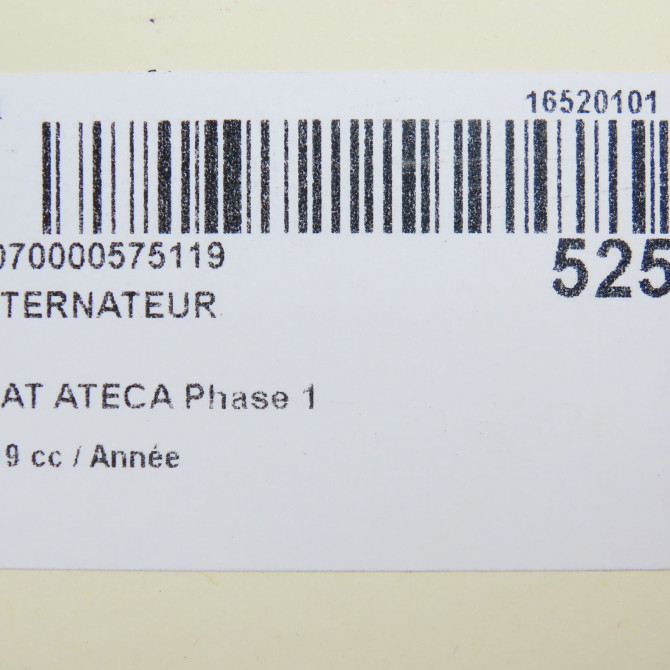 16520101
070000575119
525
TERNATEUR
AT ATECA Phase 1
9 cc / Année